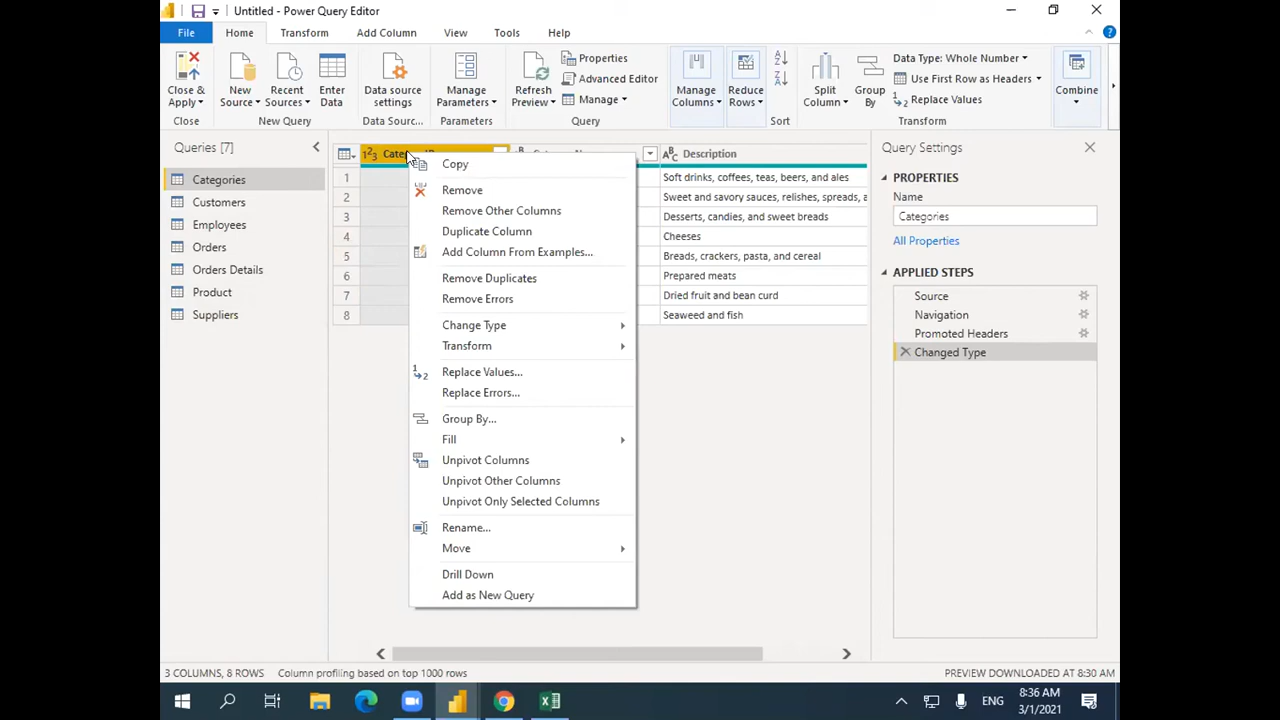 Untitled - Power Query Editor
File Home Transform Add Column View Tools Help
Close & Apply
New Source
Recent Sources
Enter Data
Data source settings
Manage Parameters
Refresh Preview
Properties
Advanced Editor
Manage
Manage Columns
Reduce Rows
Split Column
Group By
Data Type: Whole Number
Use First Row as Headers
Replace Values
Combine
Close New Query Data Sourc... Parameters Query Sort Transform
Queries [7]
Categories
Customers
Employees
Orders
Orders Details
Product
Suppliers
Description
1 Soft drinks, coffees, teas, beers, and ales
2 Sweet and savory sauces, relishes, spreads, a
3 Desserts, candies, and sweet breads
4 Cheeses
5 Breads, crackers, pasta, and cereal
6 Prepared meats
7 Dried fruit and bean curd
8 Seaweed and fish
Copy
Remove
Remove Other Columns
Duplicate Column
Add Column From Examples...
Remove Duplicates
Remove Errors
Change Type
Transform
Replace Values...
Replace Errors...
Group By...
Fill
Unpivot Columns
Unpivot Other Columns
Unpivot Only Selected Columns
Rename...
Move
Drill Down
Add as New Query
Query Settings
PROPERTIES
Name
Categories
All Properties
APPLIED STEPS
Source
Navigation
Promoted Headers
Changed Type
3 COLUMNS, 8 ROWS Column profiling based on top 1000 rows PREVIEW DOWNLOADED AT 8:30 AM
ENG
8:36 AM
3/1/2021